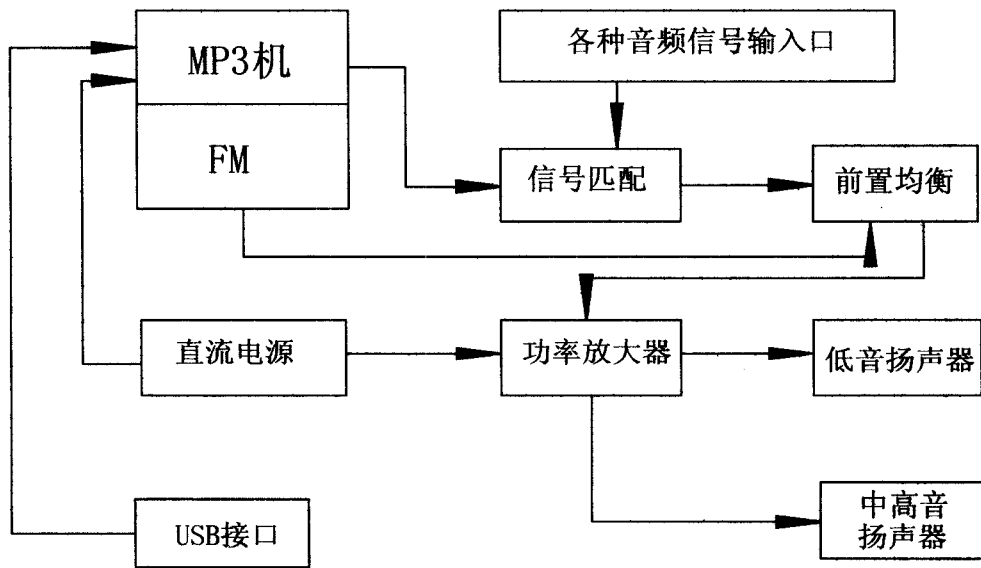 MP3机
各种音频信号输入口
FM
信号匹配
前置均衡
直流电源
功率放大器
低音扬声器
USB接口
中高音
扬声器